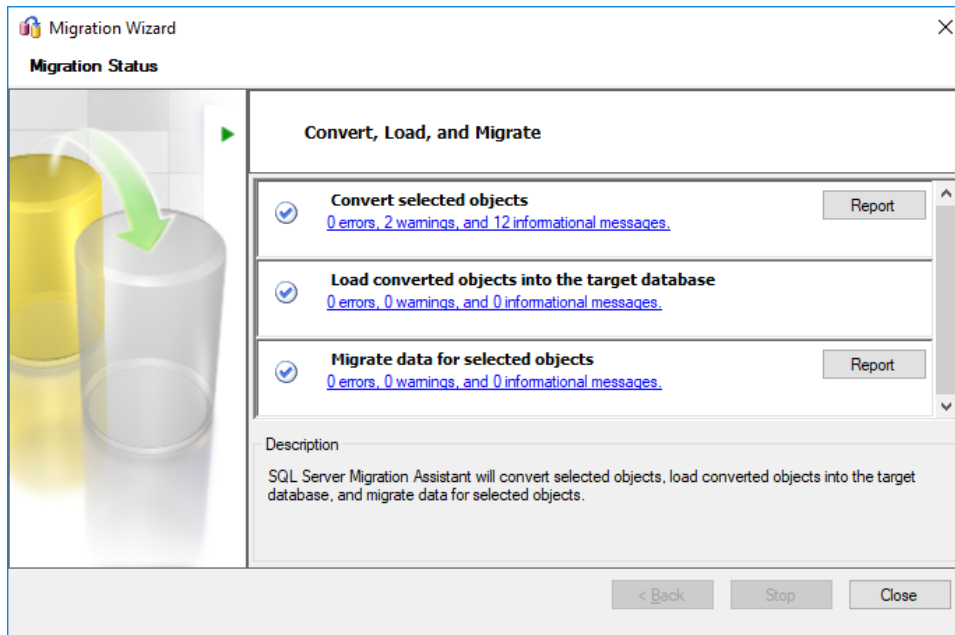 Migration Wizard
Migration Status
Convert, Load, and Migrate
Convert selected objects
Report
0 errors, 2 warnings, and 12 informational messages.
Load converted objects into the target database
0 errors, 0 warnings, and 0 informational messages.
Migrate data for selected objects
Report
0 errors, 0 warnings, and 0 informational messages.
Description
SQL Server Migration Assistant will convert selected objects, load converted objects into the target
database, and migrate data for selected objects.
< Back
Stop
Close